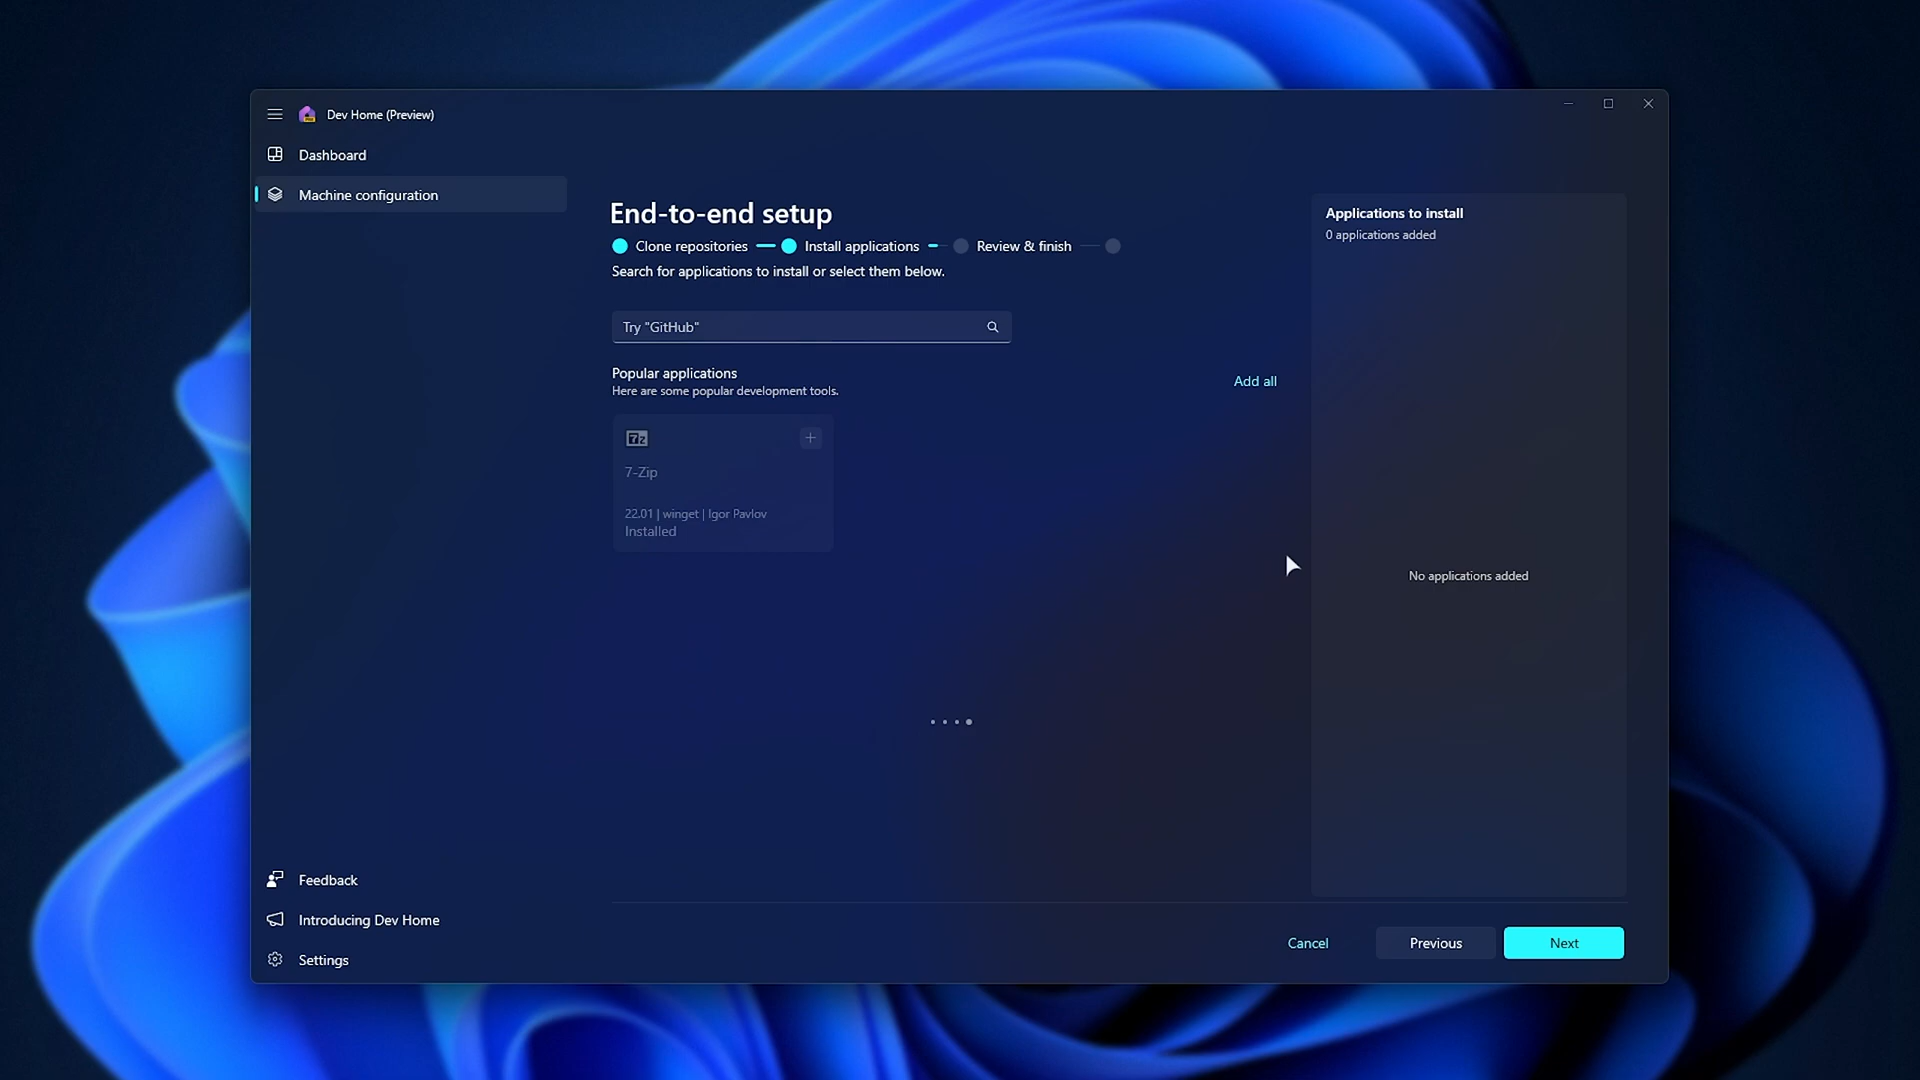 Dev Home (Preview)
Dashboard
Machine configuration
End-to-end setup
Clone repositories
Install applications
Review & finish
Search for applications to install or select them below.
Try "GitHub"
Popular applications
Here are some popular development tools.
Add all
7-Zip
22.01 | winget | Igor Pavlov
Installed
Applications to install
0 applications added
No applications added
Feedback
Introducing Dev Home
Settings
Cancel
Previous
Next